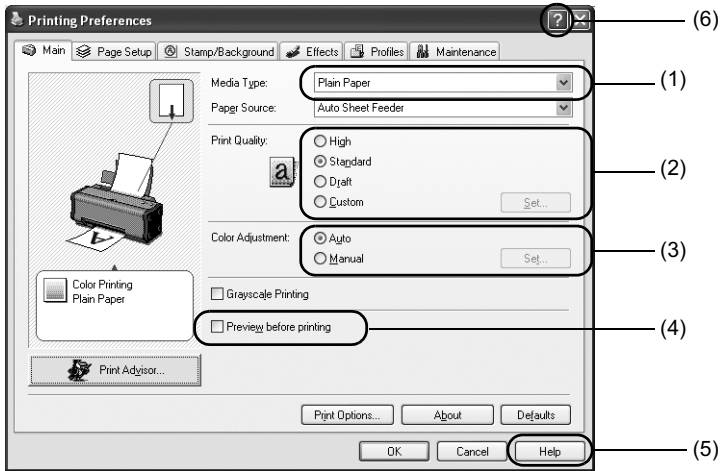 Printing Preferences ? (6)
Main Page Setup Stamp/Background Effects Profiles Maintenance
Media Type: Plain Paper (1)
Paper Source: Auto Sheet Feeder
Print Quality: High
Standard (2)
a
Draft
Custom Set...
Color Adjustment: Auto (3)
Manual Set...
Color Printing
Plain Paper
Grayscale Printing
Preview before printing (4)
Print Advisor...
Print Options... About Defaults
OK Cancel Help (5)